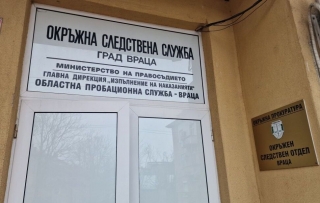 ОКРЪЖНА СЛЕДСТВЕНА СЛУЖБА
ГРАД ВРАЦА
МИНИСТЕРСТВО НА ПРАВОСЪДИЕТО
ГЛАВНА ДИРЕКЦИЯ „ИЗПЪЛНЕНИЕ НА НАКАЗАНИЯТА“
ОБЛАСТНА ПРОБАЦИОННА СЛУЖБА - ВРАЦА
ОКРЪЖНА ПРОКУРАТУРА
ОКРЪЖЕН
СЛЕДСТВЕН ОТДЕЛ
ВРАЦА